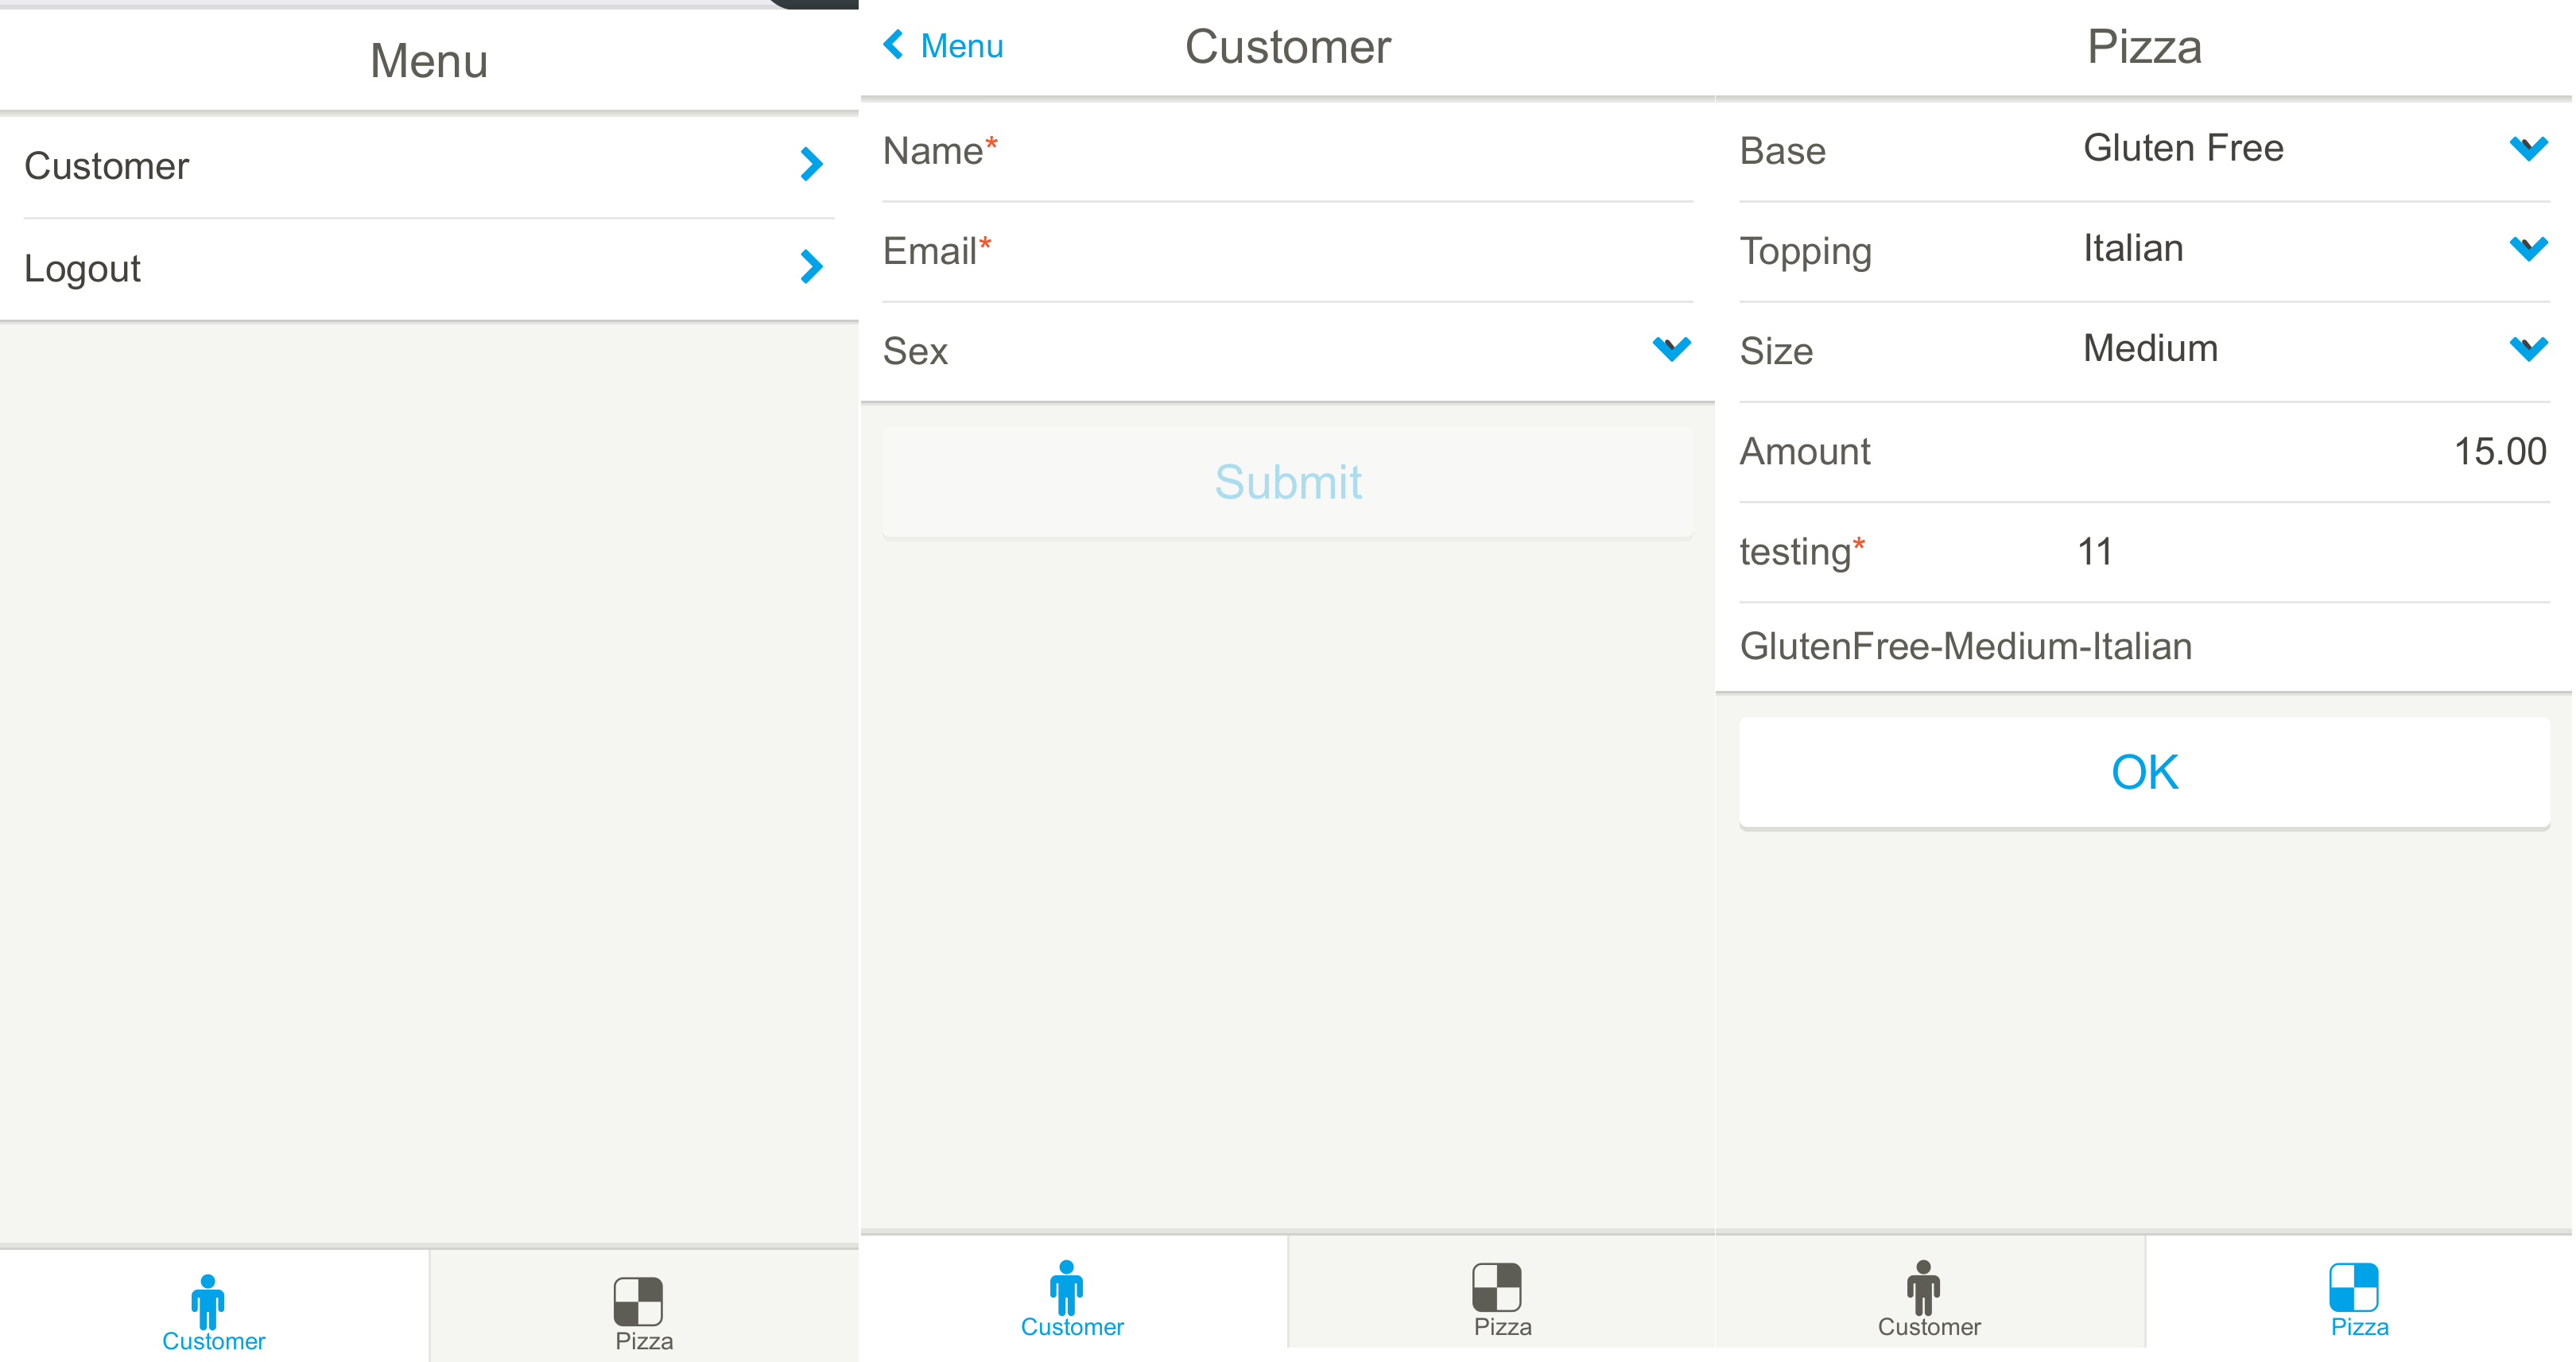 Menu
Customer
Logout
Customer
Pizza
Menu
Customer
Name*
Email*
Sex
Submit
Customer
Pizza
Pizza
Base Gluten Free
Topping Italian
Size Medium
Amount 15.00
testing* 11
GlutenFree-Medium-Italian
OK
Customer
Pizza